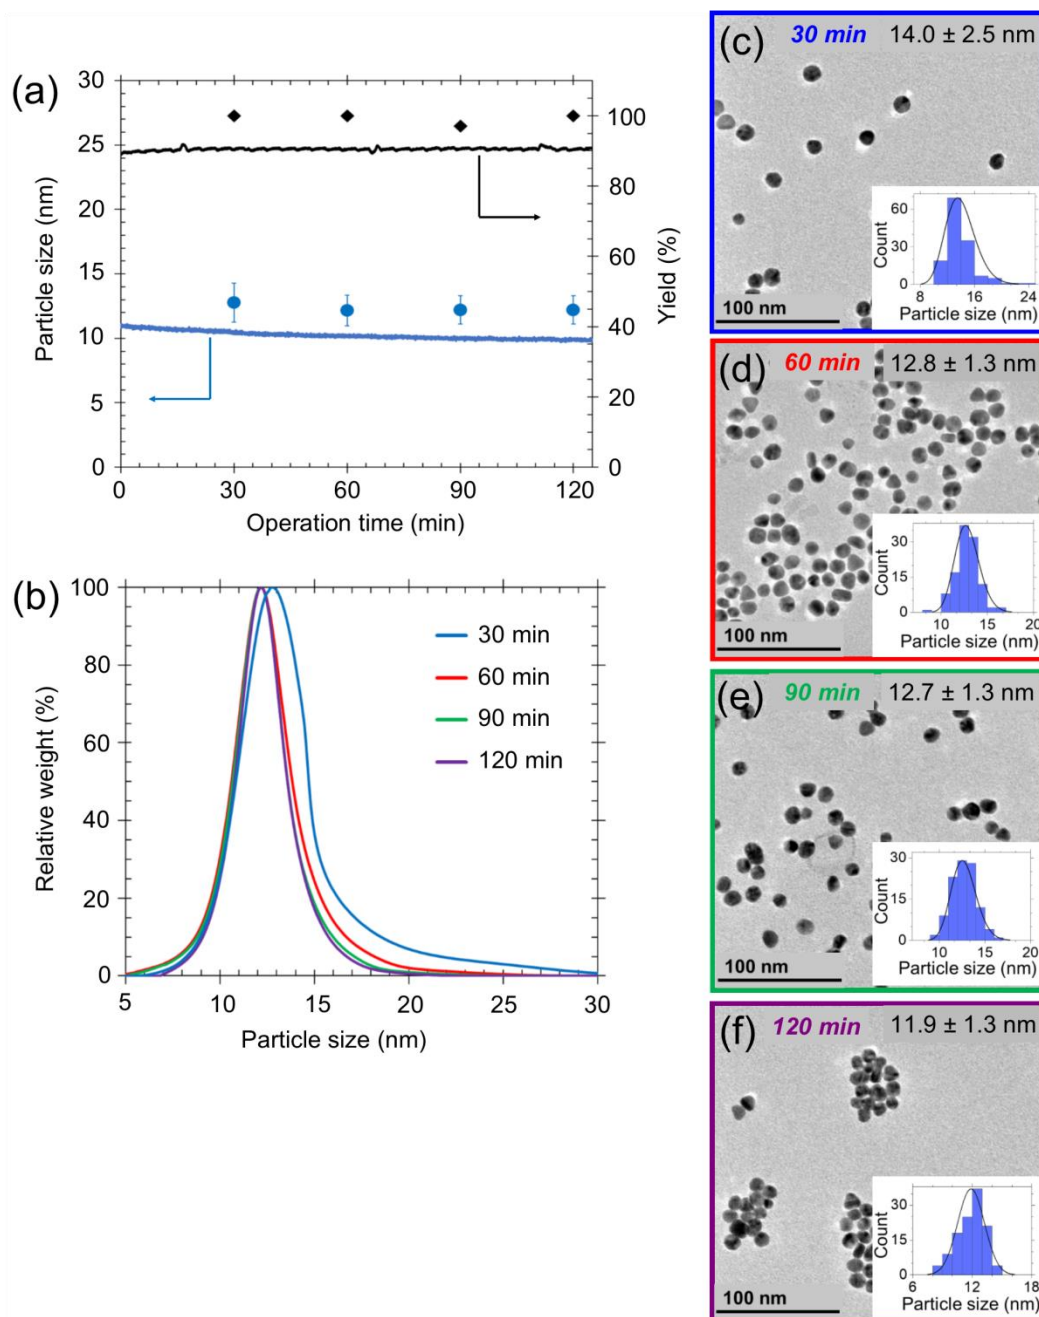 (a)
30
25
20
15
10
5
0
Particle size (nm)
100
80
60
40
20
0
Yield (%)
0 30 60 90 120
Operation time (min)
(b)
100
80
60
40
20
0
Relative weight (%)
30 min
60 min
90 min
120 min
5 10 15 20 25 30
Particle size (nm)
(c) 30 min 14.0 ± 2.5 nm
100 nm
60
30
0
Count
8 16 24
Particle size (nm)
(d) 60 min 12.8 ± 1.3 nm
100 nm
30
15
0
Count
10 15 20
Particle size (nm)
(e) 90 min 12.7 ± 1.3 nm
100 nm
30
15
0
Count
10 15 20
Particle size (nm)
(f) 120 min 11.9 ± 1.3 nm
100 nm
30
15
0
Count
6 12 18
Particle size (nm)